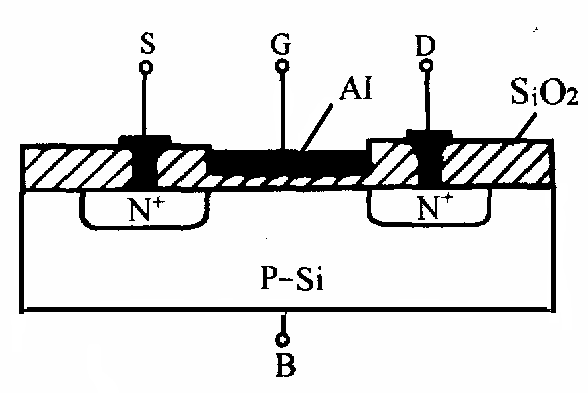 S G D
Al
SiO2
N+ N+
P-Si
B